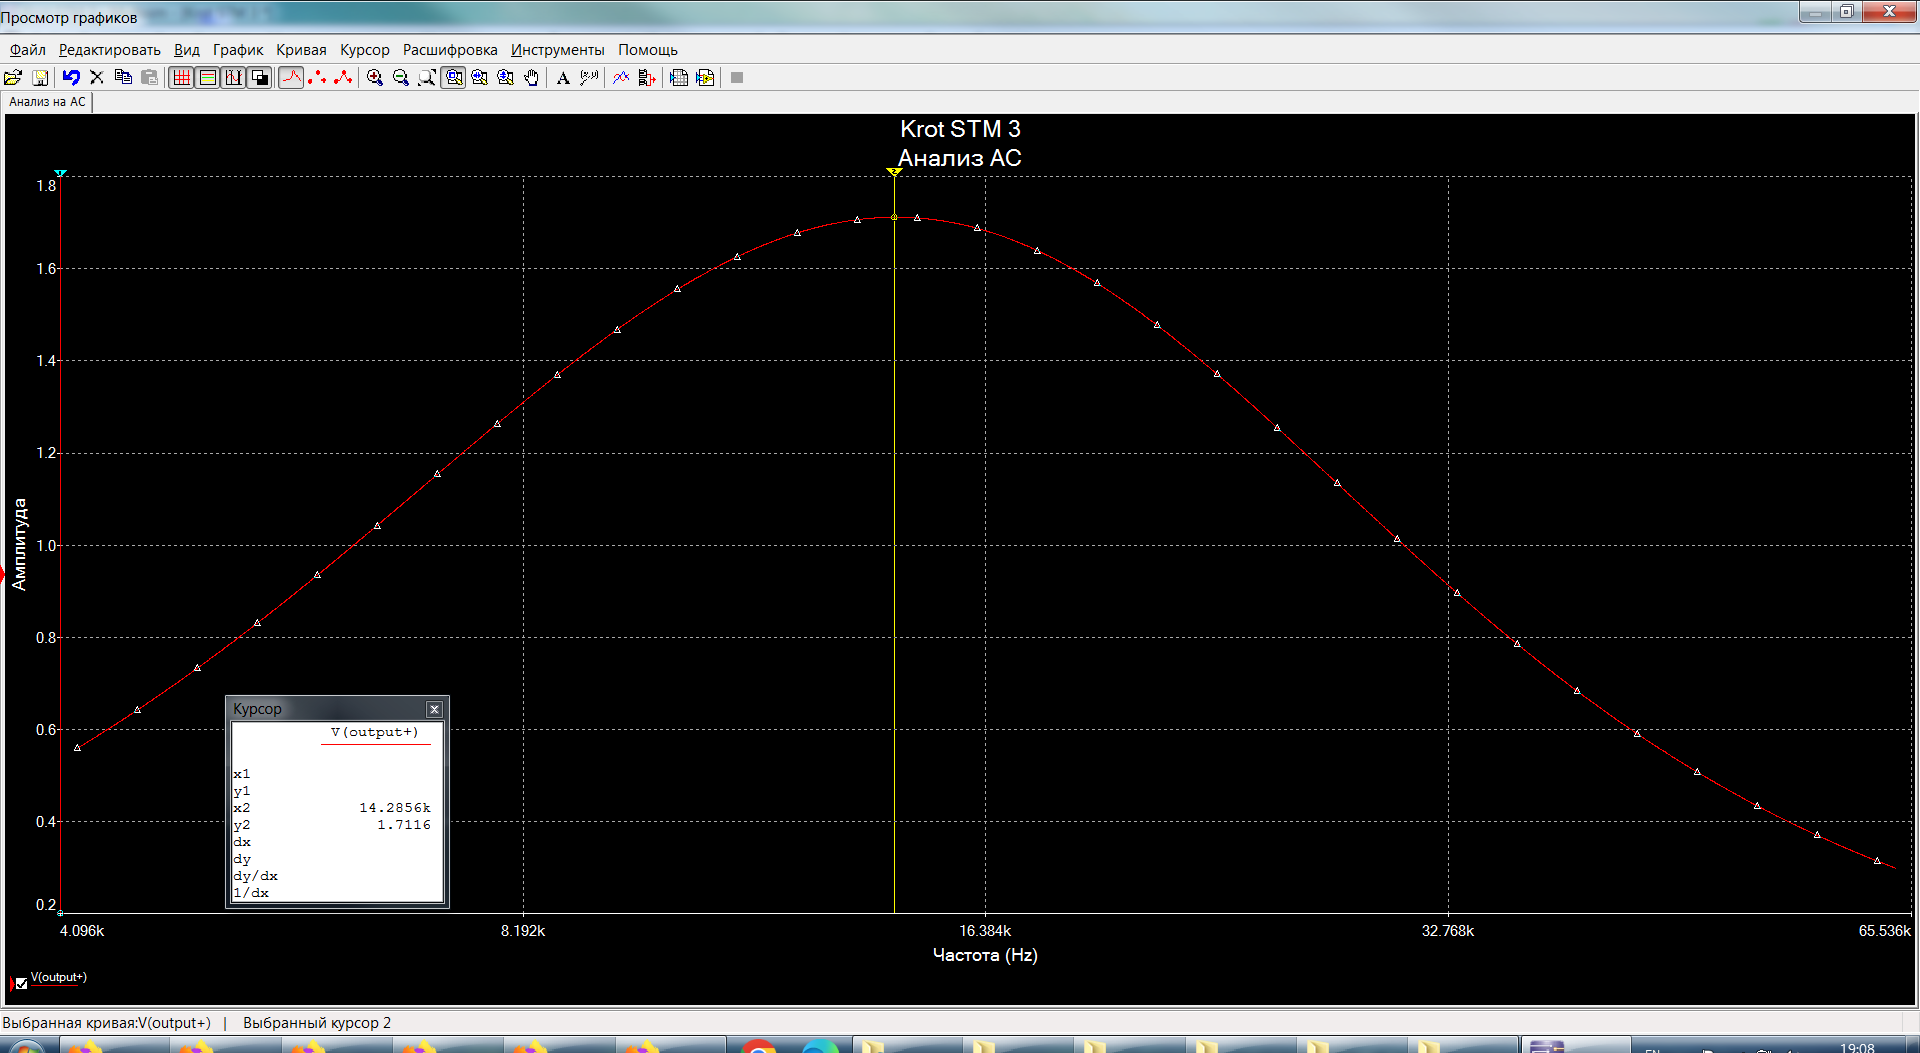 Просмотр графиков
Файл Редактировать Вид График Кривая Курсор Расшифровка Инструменты Помощь
Анализ на AC
Krot STM 3
Анализ AC
1.8
1.6
1.4
1.2
1.0
0.8
0.6
0.4
0.2
Амплитуда
4.096k 8.192k 16.384k 32.768k 65.536k
Частота (Hz)
Курсор
V(output+)
x1
y1
x2 14.2856k
y2 1.7116
dx
dy
dy/dx
1/dx
V(output+)
Выбранная кривая:V(output+) | Выбранный курсор 2
19:08